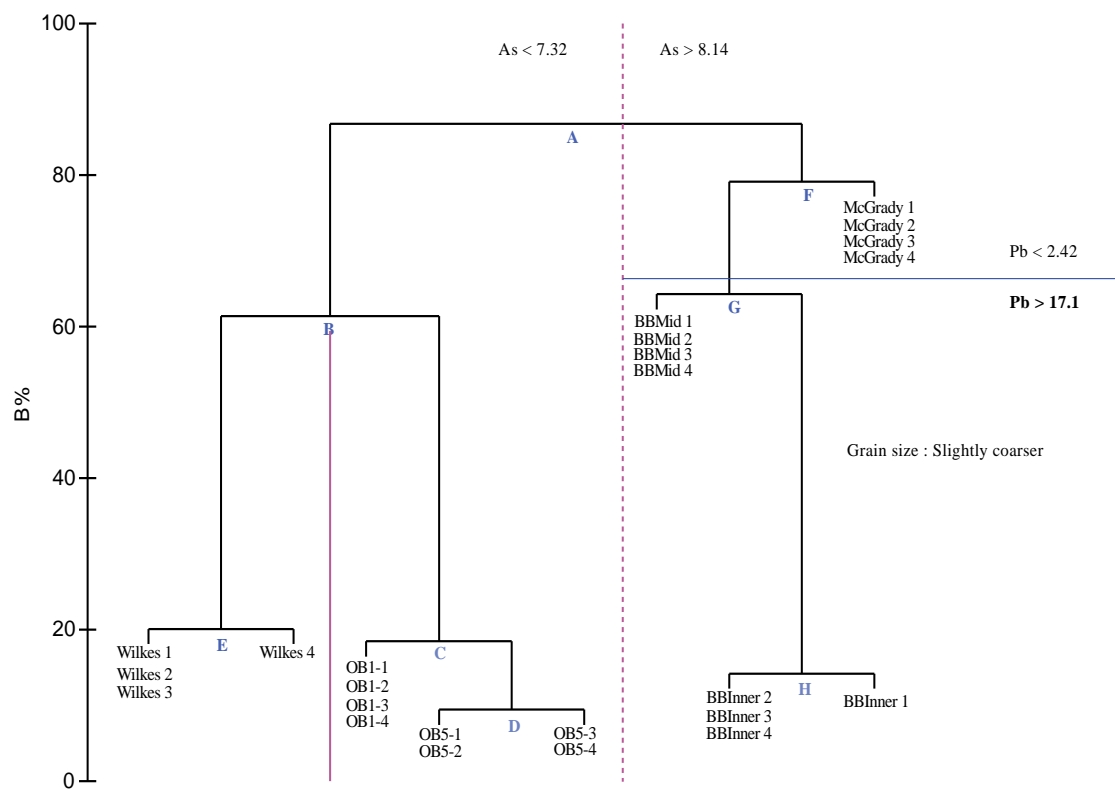 100
As < 7.32
As > 8.14
A
80
F
McGrady 1
McGrady 2
McGrady 3
McGrady 4
Pb < 2.42
Pb > 17.1
G
60
B
BBMid 1
BBMid 2
BBMid 3
BBMid 4
B%
Grain size : Slightly coarser
40
20
E
Wilkes 1
Wilkes 2
Wilkes 3
Wilkes 4
C
OB1-1
OB1-2
OB1-3
OB1-4
D
OB5-1
OB5-2
OB5-3
OB5-4
H
BBInner 2
BBInner 3
BBInner 4
BBInner 1
0